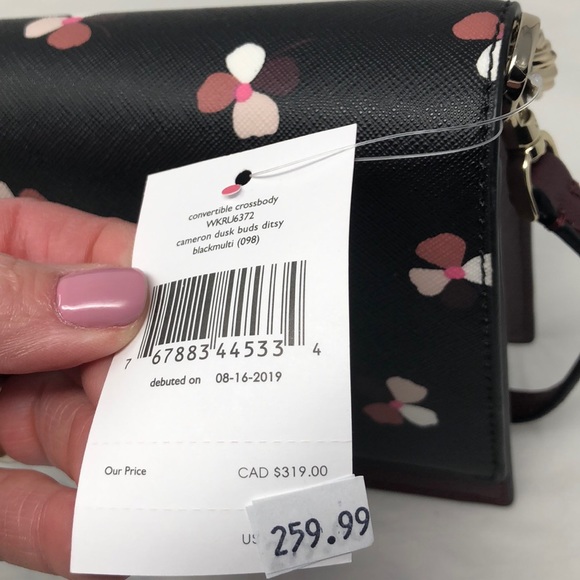 convertible crossbody
WKRU6372
cameron dusk buds ditsy
blackmulti (098)
7 67883 44533 4
debuted on 08-16-2019
Our Price CAD $319.00
US 259.99